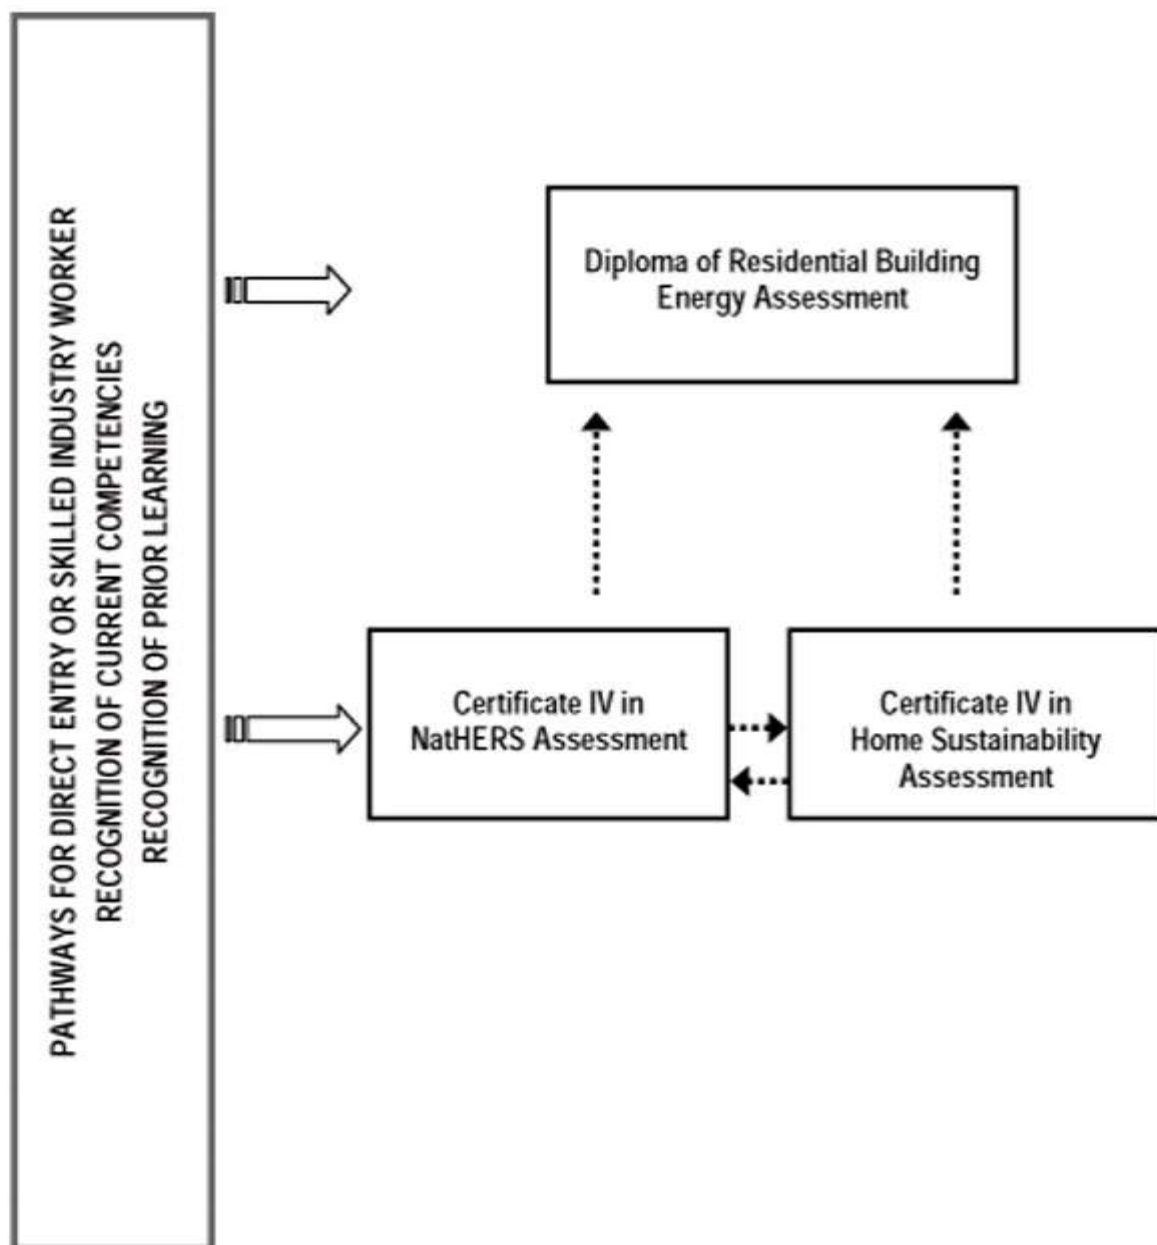 PATHWAYS FOR DIRECT ENTRY OR SKILLED INDUSTRY WORKER
RECOGNITION OF CURRENT COMPETENCIES
RECOGNITION OF PRIOR LEARNING
Diploma of Residential Building
Energy Assessment
Certificate IV in
NatHERS Assessment
Certificate IV in
Home Sustainability
Assessment